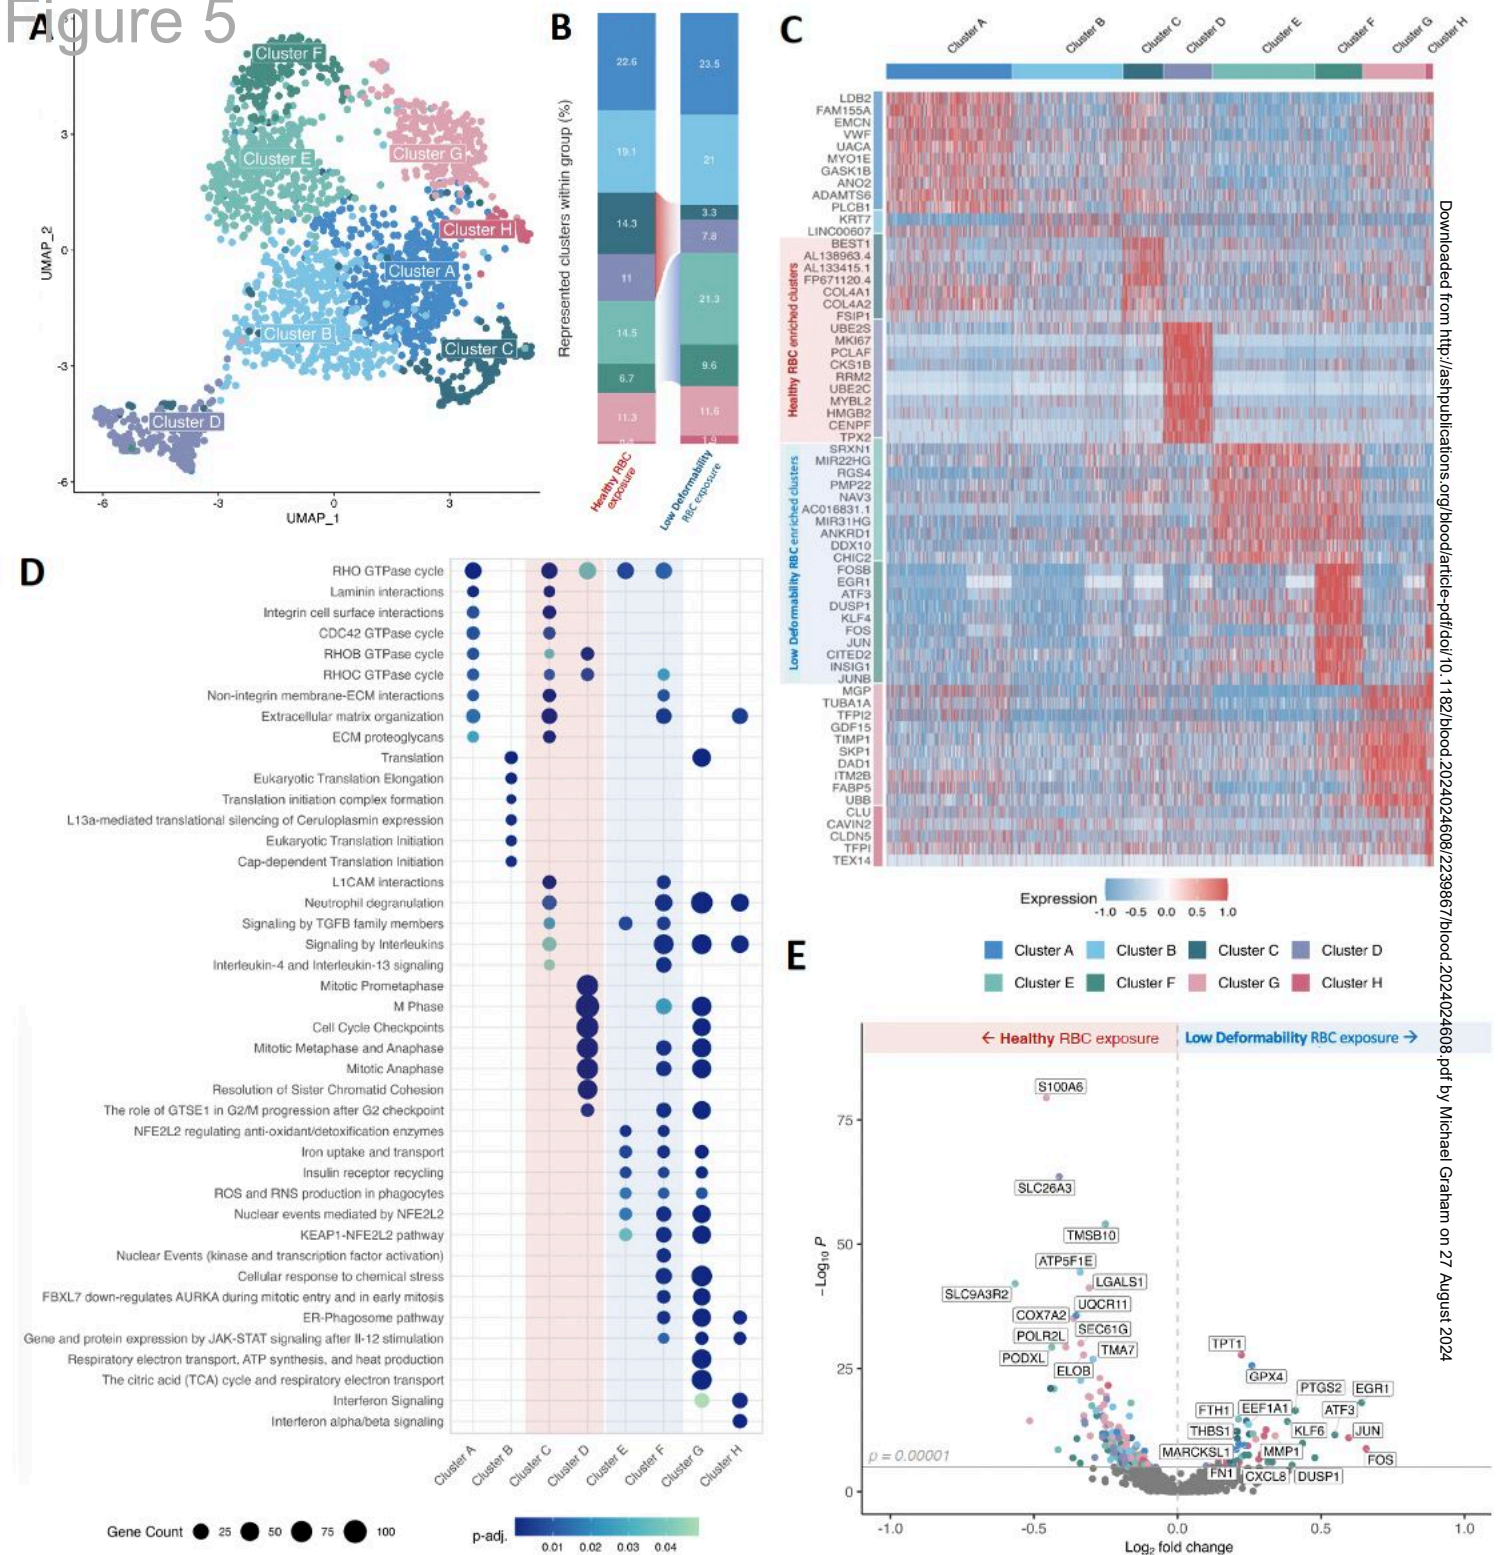 Figure 5
A
Cluster F
Cluster E
Cluster G
Cluster H
Cluster A
Cluster B
Cluster C
Cluster D
3
0
-3
-6
UMAP_2
-6
-3
0
3
UMAP_1
B
Represented clusters within group (%)
22.6
19.1
14.3
11
14.5
6.7
11.3
23.5
21
3.3
7.8
21.3
9.6
11.6
1.9
Healthy RBC
exposure
Low Deformability
RBC exposure
C
Cluster A
Cluster B
Cluster C
Cluster D
Cluster E
Cluster F
Cluster G
Cluster H
LDB2
FAM155A
EMCN
VWF
UACA
MYO1E
GASK1B
ANO2
ADAMTS6
PLCB1
KRT7
LINC00607
BEST1
AL138963.4
AL133415.1
FP671120.4
COL4A1
COL4A2
FSIP1
UBE2S
MKI67
PCLAF
CKS1B
RRM2
UBE2C
MYBL2
HMGB2
CENPF
TPX2
SRXN1
MIR22HG
RGS4
PMP22
NAV3
AC016831.1
MIR31HG
ANKRD1
DDX10
CHIC2
FOSB
EGR1
ATF3
DUSP1
KLF4
FOS
JUN
CITED2
INSIG1
JUNB
MGP
TUBA1A
TFPI2
GDF15
TIMP1
SKP1
DAD1
ITM2B
FABP5
UBB
CLU
CAVIN2
CLDN5
TFPI
TEX14
Healthy RBC enriched clusters
Low Deformability RBC enriched clusters
Expression
-1.0 -0.5 0.0 0.5 1.0
D
RHO GTPase cycle
Laminin interactions
Integrin cell surface interactions
CDC42 GTPase cycle
RHOB GTPase cycle
RHOC GTPase cycle
Non-integrin membrane-ECM interactions
Extracellular matrix organization
ECM proteoglycans
Translation
Eukaryotic Translation Elongation
Translation initiation complex formation
L13a-mediated translational silencing of Ceruloplasmin expression
Eukaryotic Translation Initiation
Cap-dependent Translation Initiation
L1CAM interactions
Neutrophil degranulation
Signaling by TGFB family members
Signaling by Interleukins
Interleukin-4 and Interleukin-13 signaling
Mitotic Prometaphase
M Phase
Cell Cycle Checkpoints
Mitotic Metaphase and Anaphase
Mitotic Anaphase
Resolution of Sister Chromatid Cohesion
The role of GTSE1 in G2/M progression after G2 checkpoint
NFE2L2 regulating anti-oxidant/detoxification enzymes
Iron uptake and transport
Insulin receptor recycling
ROS and RNS production in phagocytes
Nuclear events mediated by NFE2L2
KEAP1-NFE2L2 pathway
Nuclear Events (kinase and transcription factor activation)
Cellular response to chemical stress
FBXL7 down-regulates AURKA during mitotic entry and in early mitosis
ER-Phagosome pathway
Gene and protein expression by JAK-STAT signaling after Il-12 stimulation
Respiratory electron transport, ATP synthesis, and heat production
The citric acid (TCA) cycle and respiratory electron transport
Interferon Signaling
Interferon alpha/beta signaling
Cluster A
Cluster B
Cluster C
Cluster D
Cluster E
Cluster F
Cluster G
Cluster H
Gene Count 25 50 75 100
p-adj.
0.01 0.02 0.03 0.04
E
Cluster A Cluster B Cluster C Cluster D
Cluster E Cluster F Cluster G Cluster H
← Healthy RBC exposure
Low Deformability RBC exposure →
S100A6
SLC26A3
TMSB10
ATP5F1E
LGALS1
SLC9A3R2
UQCR11
COX7A2
SEC61G
POLR2L
TMA7
PODXL
ELOB
TPT1
GPX4
PTGS2
EGR1
FTH1
EEF1A1
ATF3
THBS1
KLF6
JUN
MARCKSL1
MMP1
FOS
FN1
CXCL8
DUSP1
p = 0.00001
75
50
25
0
−Log10 P
-1.0
-0.5
0.0
0.5
1.0
Log2 fold change
Downloaded from http://ashpublications.org/blood/article-pdf/doi/10.1182/blood.2024024608/2239867/blood.2024024608.pdf by Michael Graham on 27 August 2024